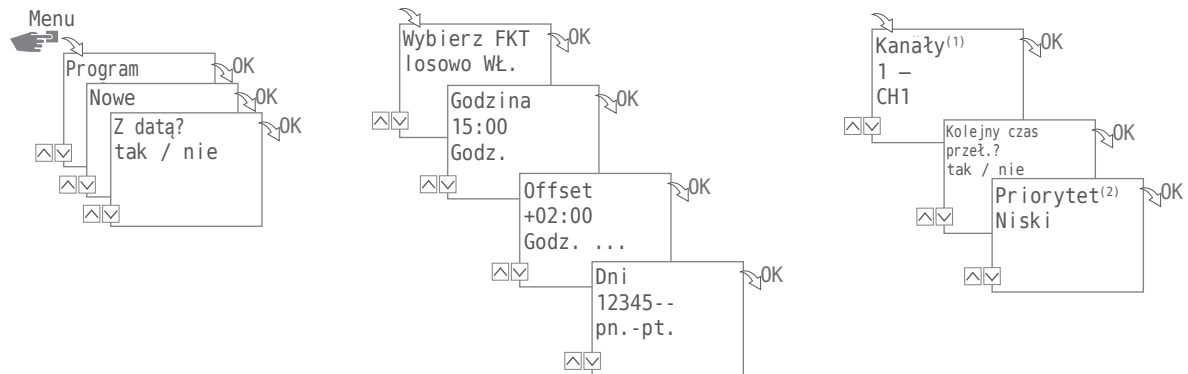 Menu
Program
OK
Nowe
OK
Z datą?
tak / nie
OK
Wybierz FKT
losowo WŁ.
OK
Godzina
15:00
Godz.
OK
Offset
+02:00
Godz. ...
OK
Dni
12345--
pn.-pt.
OK
Kanały(1)
1 –
CH1
OK
Kolejny czas
przeł.?
tak / nie
OK
Priorytet(2)
Niski
OK